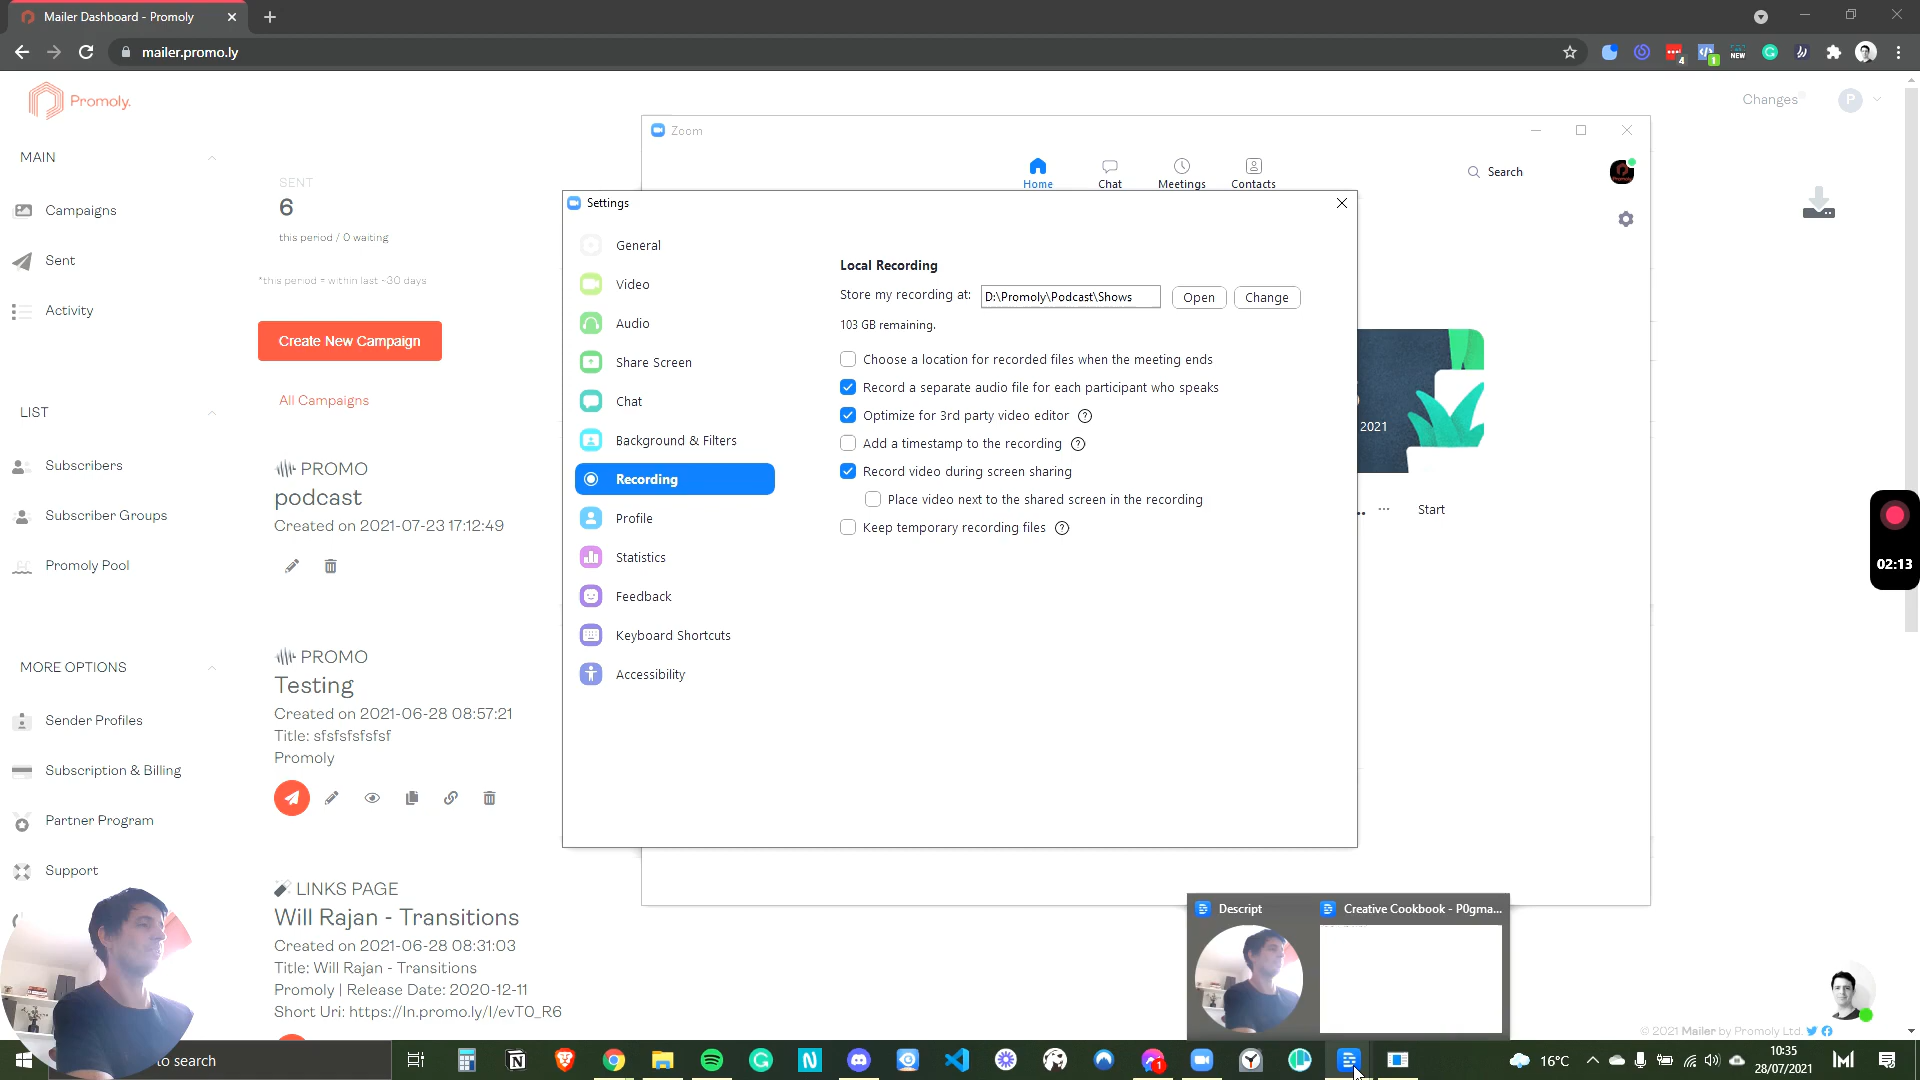 Mailer Dashboard - Promoly
mailer.promo.ly
4
1
NEW
Promoly.
Changes
P
MAIN
Campaigns
Sent
Activity
LIST
Subscribers
Subscriber Groups
Promoly Pool
MORE OPTIONS
Sender Profiles
Subscription & Billing
Partner Program
Support
SENT
6
this period / 0 waiting
*this period = within last ~30 days
Create New Campaign
All Campaigns
PROMO
podcast
Created on 2021-07-23 17:12:49
PROMO
Testing
Created on 2021-06-28 08:57:21
Title: sfsfsfsfsfsf
Promoly
LINKS PAGE
Will Rajan - Transitions
Created on 2021-06-28 08:31:03
Title: Will Rajan - Transitions
Promoly | Release Date: 2020-12-11
Short Uri: https://ln.promo.ly/l/evT0_R6
Zoom
Home
Chat
Meetings
Contacts
Search
2021
... Start
Settings
General
Video
Audio
Share Screen
Chat
Background & Filters
Recording
Profile
Statistics
Feedback
Keyboard Shortcuts
Accessibility
Local Recording
Store my recording at: D:\Promoly\Podcast\Shows Open Change
103 GB remaining.
Choose a location for recorded files when the meeting ends
Record a separate audio file for each participant who speaks
Optimize for 3rd party video editor
Add a timestamp to the recording
Record video during screen sharing
Place video next to the shared screen in the recording
Keep temporary recording files
02:13
Descript
Creative Cookbook - P0gma...
© 2021 Mailer by Promoly Ltd.
to search
1
16°C
10:35
28/07/2021